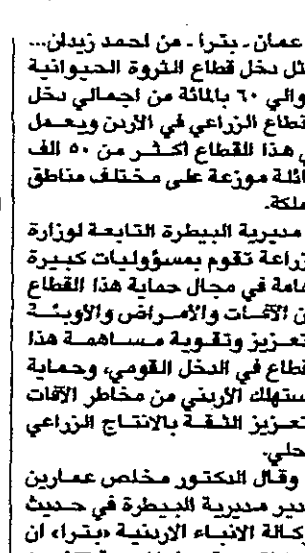 عمان ـ بترا ـ من احمد زيدان...
ثل دخل قطاع الثروة الحيوانية
والي ٦٠ بالمائة من اجمالي دخل
قطاع الزراعي في الاردن ويعمل
ي هذا القطاع اكثر من ٥٠ الف
ائلة موزعة على مختلف مناطق
ملكة.
مديرية البيطرة التابعة لوزارة
زراعة تقوم بمسؤوليات كبيرة
هامة في مجال حماية هذا القطاع
ن الآفات والأمراض والأوبئة
تعزيز وتقوية مساهمة هذا
قطاع في الدخل القومي، وحماية
ستهلك الأردني من مخاطر الآفات
تعزيز الثقة بالانتاج الزراعي
حلي.
وقال الدكتور مخلص عمارين
دير مديرية البيطرة في حديث
كالة الانباء الاردنية «بترا» ان